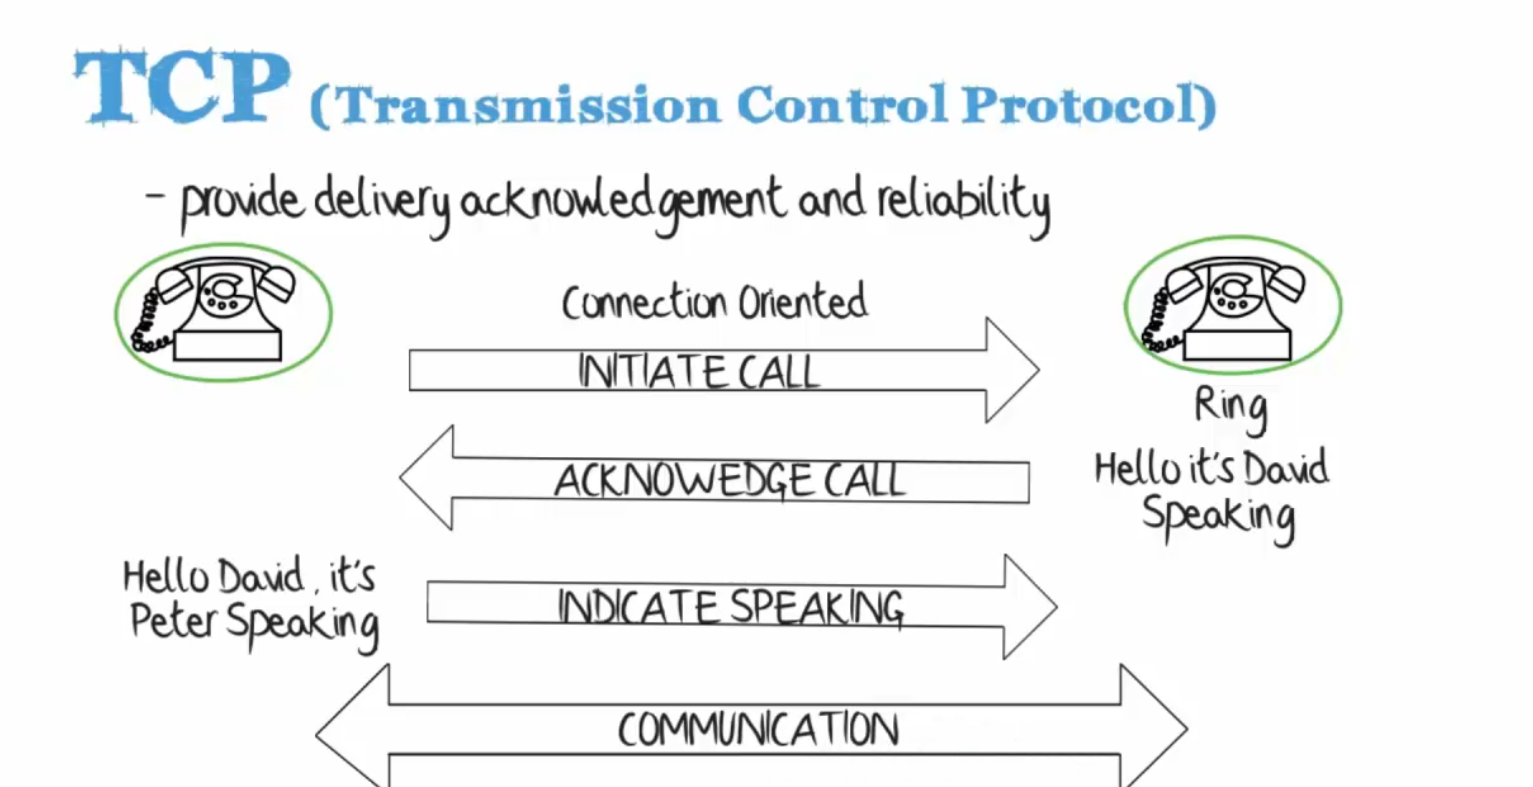 TCP (Transmission Control Protocol)
- provide delivery acknowledgement and reliability
Connection Oriented
INITIATE CALL
Ring
ACKNOWEDGE CALL
Hello it's David
Speaking
Hello David, it's
Peter Speaking
INDICATE SPEAKING
COMMUNICATION